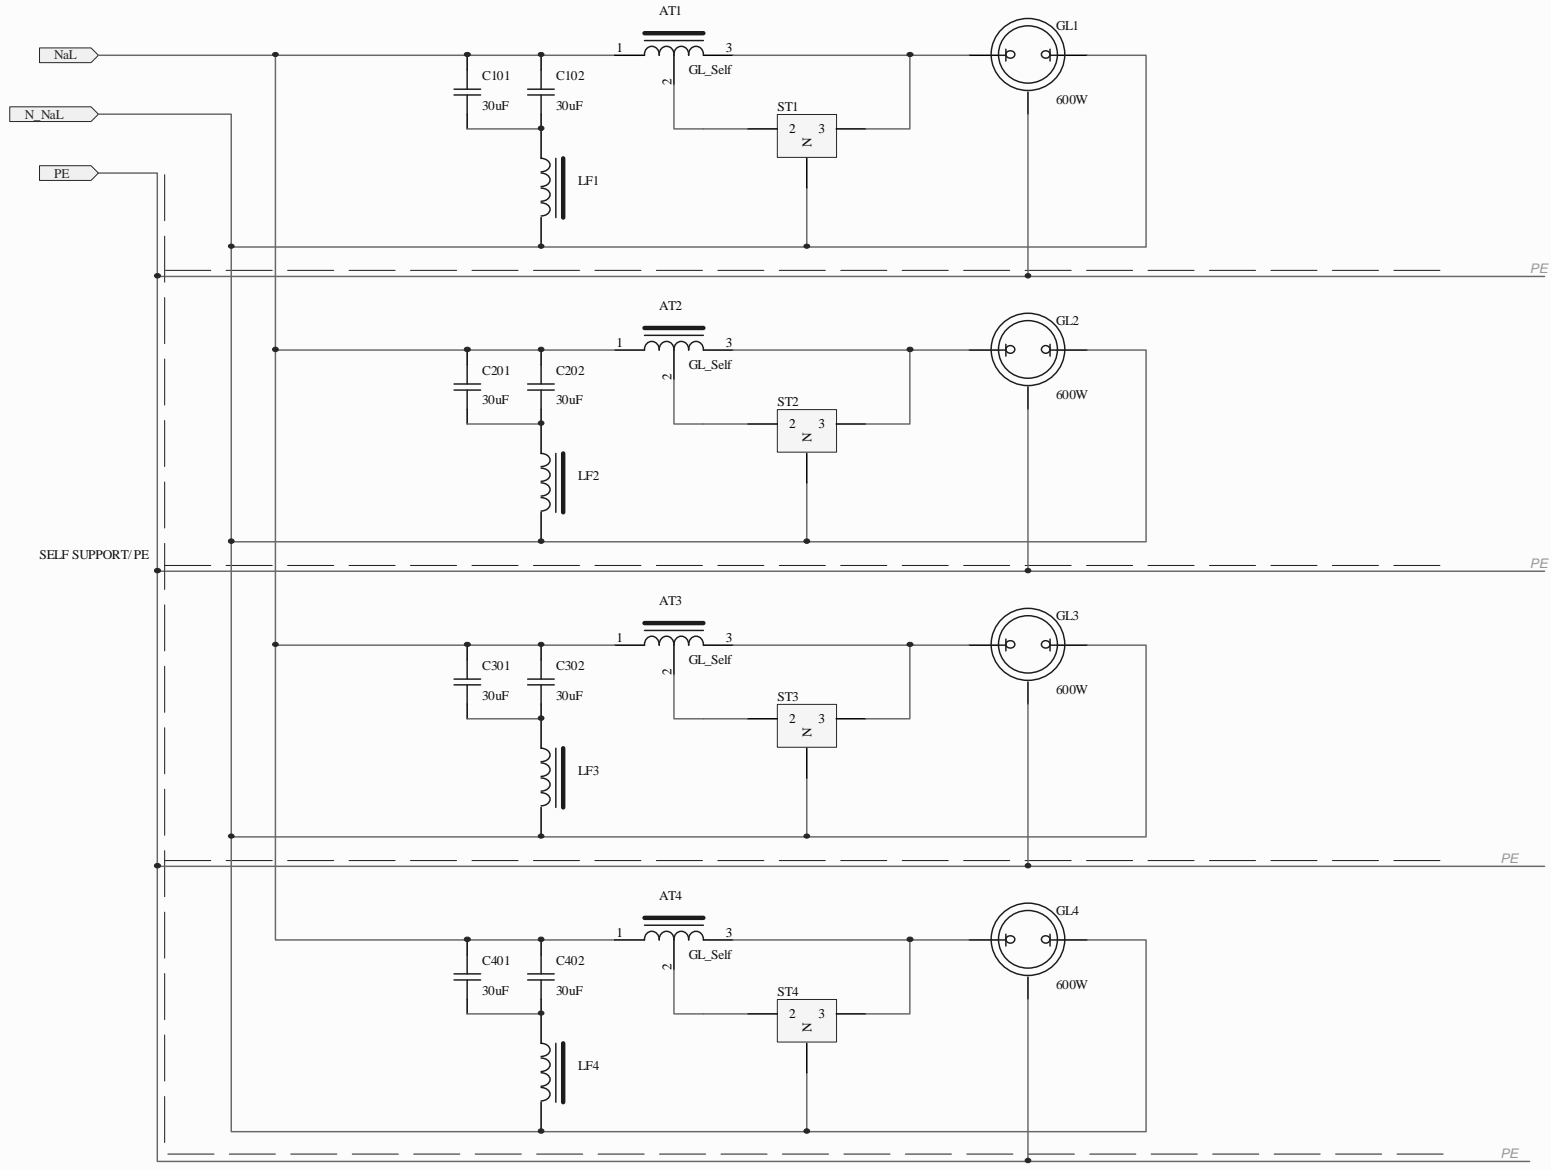 AT1
GL1
NaL
1
3
2
GL_Self
C101
C102
30uF
30uF
600W
N_NaL
ST1
2
3
N
PE
LF1
PE
AT2
GL2
1
3
2
GL_Self
C201
C202
30uF
30uF
600W
ST2
2
3
N
LF2
SELF SUPPORT/ PE
PE
AT3
GL3
1
3
2
GL_Self
C301
C302
30uF
30uF
600W
ST3
2
3
N
LF3
PE
AT4
GL4
1
3
2
GL_Self
C401
C402
30uF
30uF
600W
ST4
2
3
N
LF4
PE